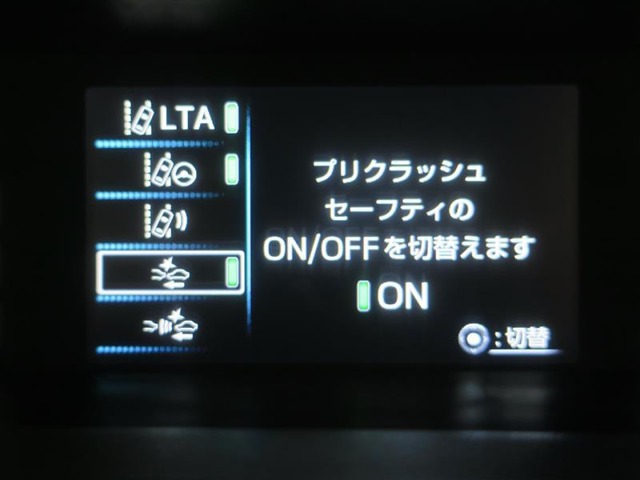 LTA
プリクラッシュ
セーフティの
ON/OFFを切替えます
ON
:切替